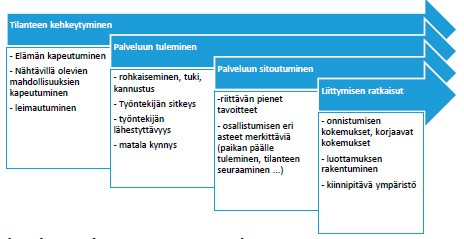 Tilanteen kehkeytyminen
- Elämän kapeutuminen
- Nähtävillä olevien
mahdollisuuksien
kapeutuminen
- leimautuminen
Palveluun tuleminen
- rohkaiseminen, tuki,
kannustus
- Työntekijän sitkeys
- työntekijän
lähestyttävyys
- matala kynnys
Palveluun sitoutuminen
-riittävän pienet
tavoitteet
- osallistumisen eri
asteet merkittäviä
(paikan päälle
tuleminen, tilanteen
seuraaminen ...)
Liittymisen ratkaisut
- onnistumisen
kokemukset, korjaavat
kokemukset
- luottamuksen
rakentuminen
- kiinnipitävä ympäristö